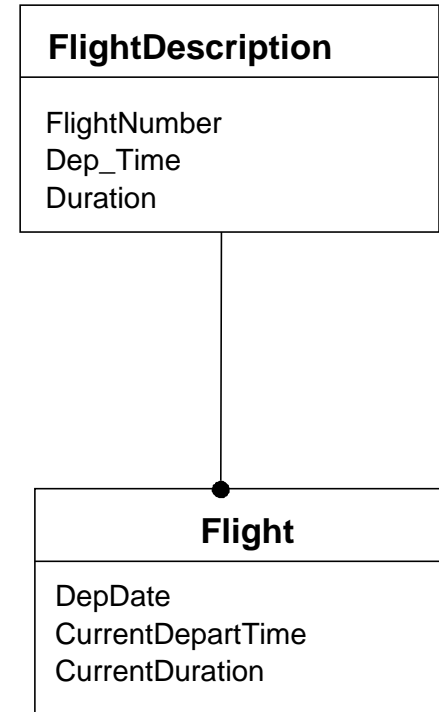 FlightDescription
FlightNumber
Dep_Time
Duration
Flight
DepDate
CurrentDepartTime
CurrentDuration